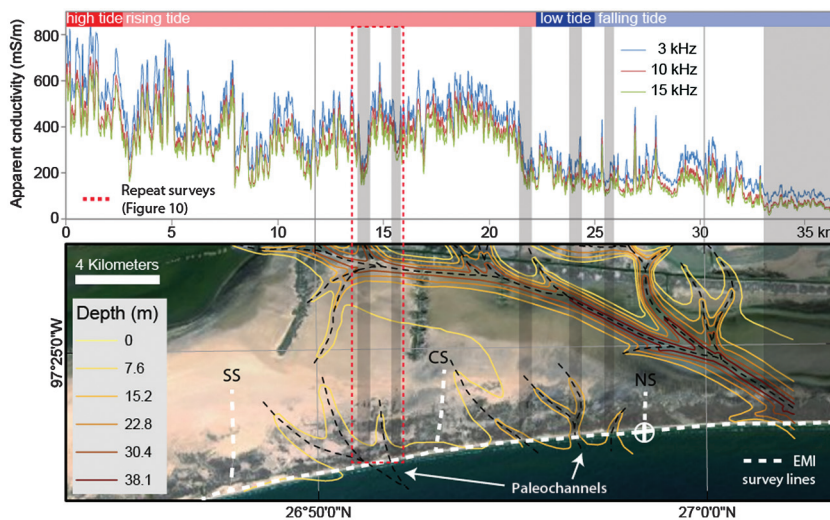 high tide rising tide low tide falling tide
Apparent cnductivity (mS/m)
800
600
400
200
0
3 kHz
10 kHz
15 kHz
Repeat surveys
(Figure 10)
0 5 10 15 20 25 30 35 km
4 Kilometers
Depth (m)
0
7.6
15.2
22.8
30.4
38.1
97°25'0"W
SS
CS
NS
Paleochannels
EMI
survey lines
26°50'0"N 27°0'0"N